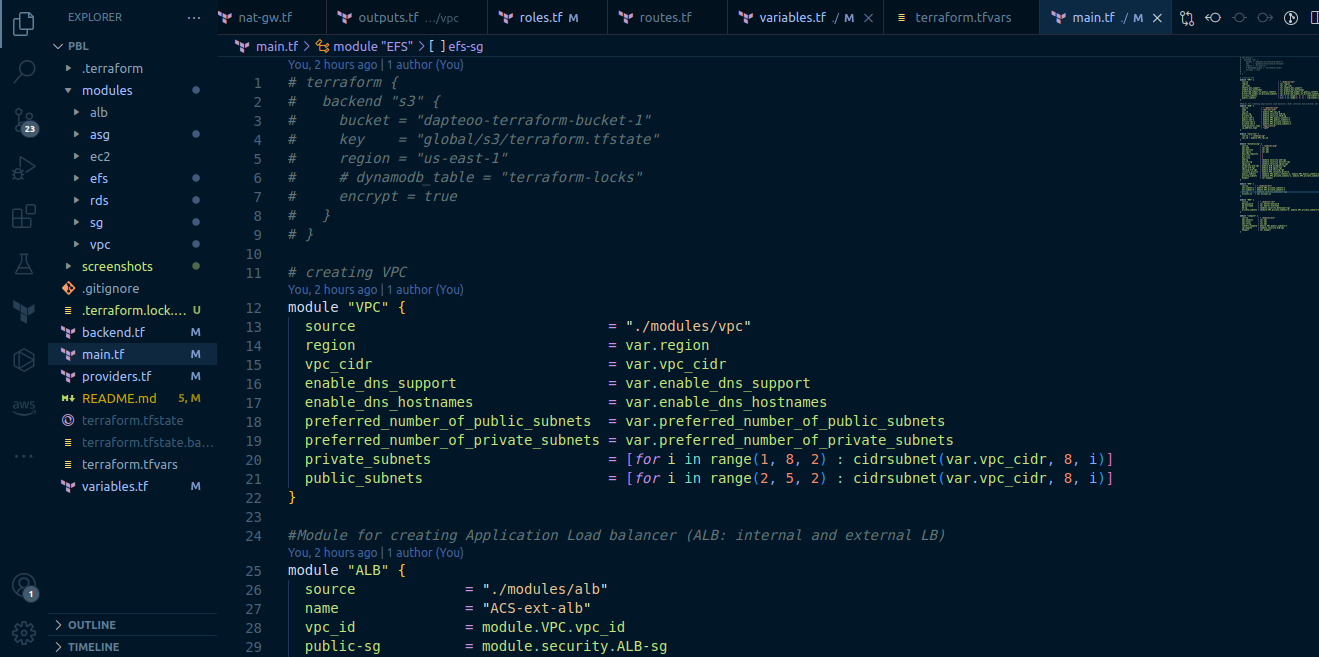 EXPLORER
PBL
.terraform
modules
alb
asg
ec2
efs
rds
sg
vpc
screenshots
.gitignore
.terraform.lock.... U
backend.tf M
main.tf M
providers.tf M
README.md 5, M
terraform.tfstate
terraform.tfstate.ba...
terraform.tfvars
variables.tf M
OUTLINE
TIMELINE
23
aws
1
nat-gw.tf outputs.tf .../vpc roles.tf M routes.tf variables.tf ./ M terraform.tfvars main.tf ./ M
main.tf > module "EFS" > [ ] efs-sg
You, 2 hours ago | 1 author (You)
1 # terraform {
2 #   backend "s3" {
3 #     bucket = "dapteoo-terraform-bucket-1"
4 #     key    = "global/s3/terraform.tfstate"
5 #     region = "us-east-1"
6 #     # dynamodb_table = "terraform-locks"
7 #     encrypt = true
8 #   }
9 # }
10
11 # creating VPC
You, 2 hours ago | 1 author (You)
12 module "VPC" {
13   source                              = "./modules/vpc"
14   region                              = var.region
15   vpc_cidr                            = var.vpc_cidr
16   enable_dns_support                  = var.enable_dns_support
17   enable_dns_hostnames                = var.enable_dns_hostnames
18   preferred_number_of_public_subnets  = var.preferred_number_of_public_subnets
19   preferred_number_of_private_subnets = var.preferred_number_of_private_subnets
20   private_subnets                     = [for i in range(1, 8, 2) : cidrsubnet(var.vpc_cidr, 8, i)]
21   public_subnets                      = [for i in range(2, 5, 2) : cidrsubnet(var.vpc_cidr, 8, i)]
22 }
23
24 #Module for creating Application Load balancer (ALB: internal and external LB)
You, 2 hours ago | 1 author (You)
25 module "ALB" {
26   source             = "./modules/alb"
27   name               = "ACS-ext-alb"
28   vpc_id             = module.VPC.vpc_id
29   public-sg          = module.security.ALB-sg